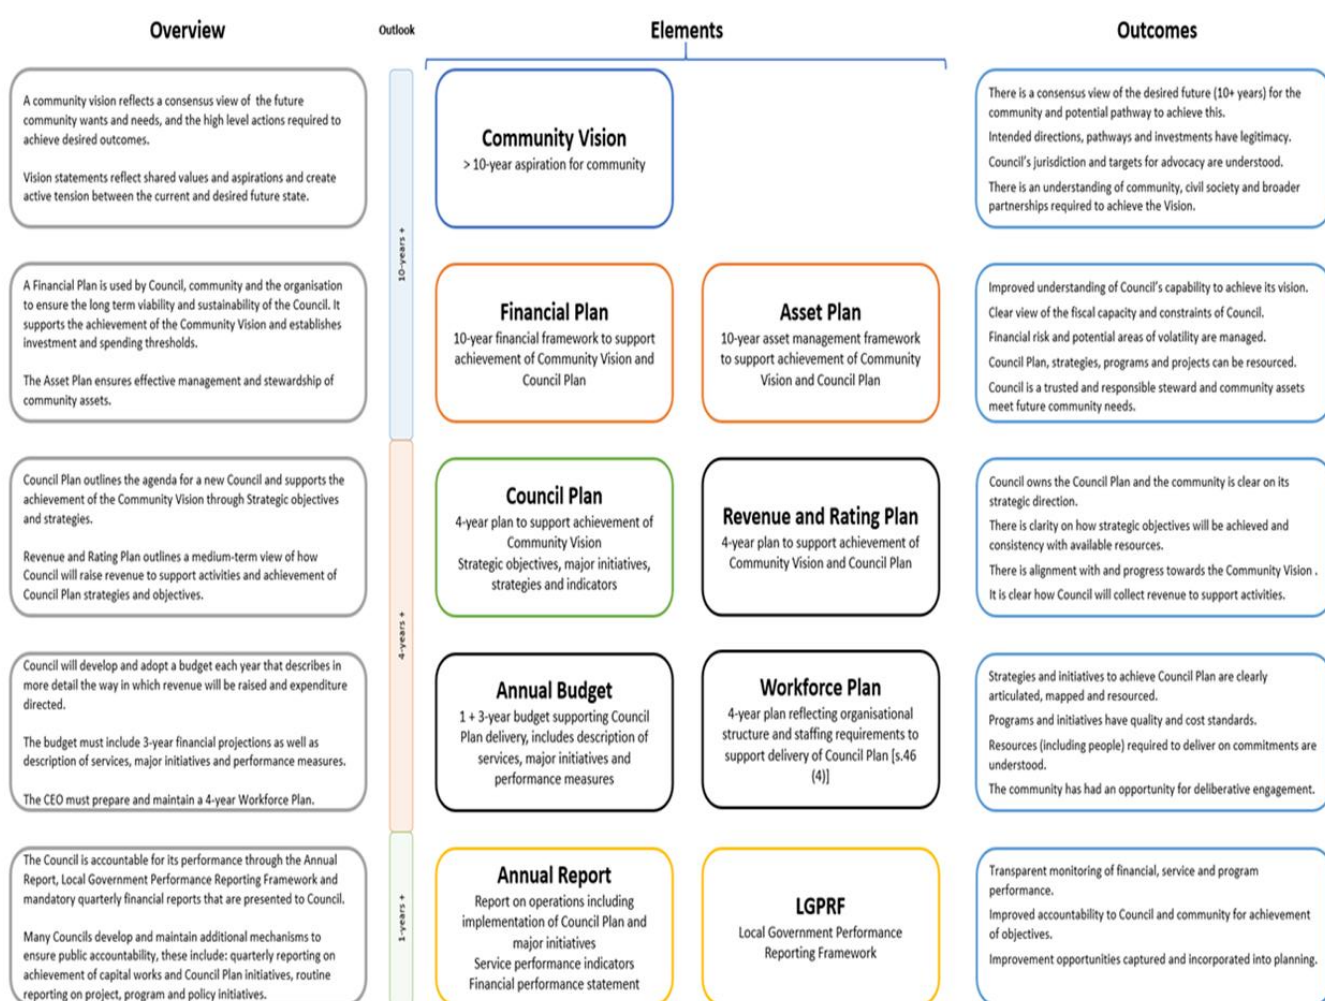 Overview
Outlook
Elements
Outcomes
A community vision reflects a consensus view of the future
community wants and needs, and the high level actions required to
achieve desired outcomes.
Vision statements reflect shared values and aspirations and create
active tension between the current and desired future state.
10-years +
Community Vision
> 10-year aspiration for community
There is a consensus view of the desired future (10+ years) for the
community and potential pathway to achieve this.
Intended directions, pathways and investments have legitimacy.
Council's jurisdiction and targets for advocacy are understood.
There is an understanding of community, civil society and broader
partnerships required to achieve the Vision.
A Financial Plan is used by Council, community and the organisation
to ensure the long term viability and sustainability of the Council. It
supports the achievement of the Community Vision and establishes
investment and spending thresholds.
The Asset Plan ensures effective management and stewardship of
community assets.
Financial Plan
10-year financial framework to support
achievement of Community Vision and
Council Plan
Asset Plan
10-year asset management framework
to support achievement of Community
Vision and Council Plan
Improved understanding of Council's capability to achieve its vision.
Clear view of the fiscal capacity and constraints of Council.
Financial risk and potential areas of volatility are managed.
Council Plan, strategies, programs and projects can be resourced.
Council is a trusted and responsible steward and community assets
meet future community needs.
Council Plan outlines the agenda for a new Council and supports the
achievement of the Community Vision through Strategic objectives
and strategies.
Revenue and Rating Plan outlines a medium-term view of how
Council will raise revenue to support activities and achievement of
Council Plan strategies and objectives.
4-years +
Council Plan
4-year plan to support achievement of
Community Vision
Strategic objectives, major initiatives,
strategies and indicators
Revenue and Rating Plan
4-year plan to support achievement of
Community Vision and Council Plan
Council owns the Council Plan and the community is clear on its
strategic direction.
There is clarity on how strategic objectives will be achieved and
consistency with available resources.
There is alignment with and progress towards the Community Vision .
It is clear how Council will collect revenue to support activities.
Council will develop and adopt a budget each year that describes in
more detail the way in which revenue will be raised and expenditure
directed.
The budget must include 3-year financial projections as well as
description of services, major initiatives and performance measures.
The CEO must prepare and maintain a 4-year Workforce Plan.
Annual Budget
1 + 3-year budget supporting Council
Plan delivery, includes description of
services, major initiatives and
performance measures
Workforce Plan
4-year plan reflecting organisational
structure and staffing requirements to
support delivery of Council Plan [s.46
(4)]
Strategies and initiatives to achieve Council Plan are clearly
articulated, mapped and resourced.
Programs and initiatives have quality and cost standards.
Resources (including people) required to deliver on commitments are
understood.
The community has had an opportunity for deliberative engagement.
The Council is accountable for its performance through the Annual
Report, Local Government Performance Reporting Framework and
mandatory quarterly financial reports that are presented to Council.
Many Councils develop and maintain additional mechanisms to
ensure public accountability, these include: quarterly reporting on
achievement of capital works and Council Plan initiatives, routine
reporting on project, program and policy initiatives.
1-years +
Annual Report
Report on operations including
implementation of Council Plan and
major initiatives
Service performance indicators
Financial performance statement
LGPRF
Local Government Performance
Reporting Framework
Transparent monitoring of financial, service and program
performance.
Improved accountability to Council and community for achievement
of objectives.
Improvement opportunities captured and incorporated into planning.